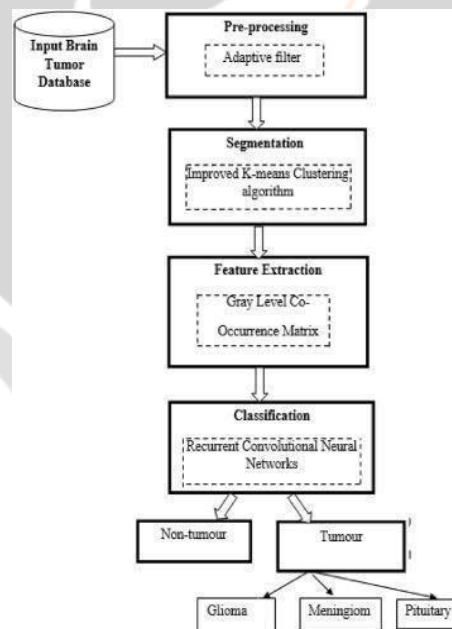 Input Brain
Tumor
Database
Pre-processing
Adaptive filter
Segmentation
Improved K-means Clustering
algorithm
Feature Extraction
Gray Level Co-
Occurrence Matrix
Classification
Recurrent Convolutional Neural
Networks
Non-tumour
Tumour
Glioma
Meningiom
Pituitary